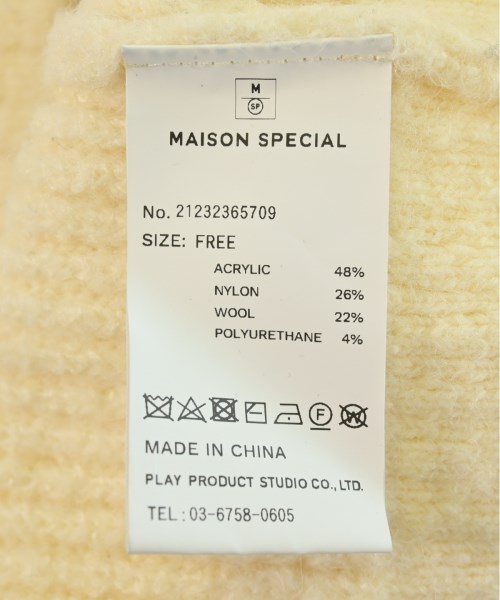 M
SP
MAISON SPECIAL
No. 21232365709
SIZE: FREE
ACRYLIC 48%
NYLON 26%
WOOL 22%
POLYURETHANE 4%
F
W
MADE IN CHINA
PLAY PRODUCT STUDIO CO., LTD.
TEL : 03-6758-0605